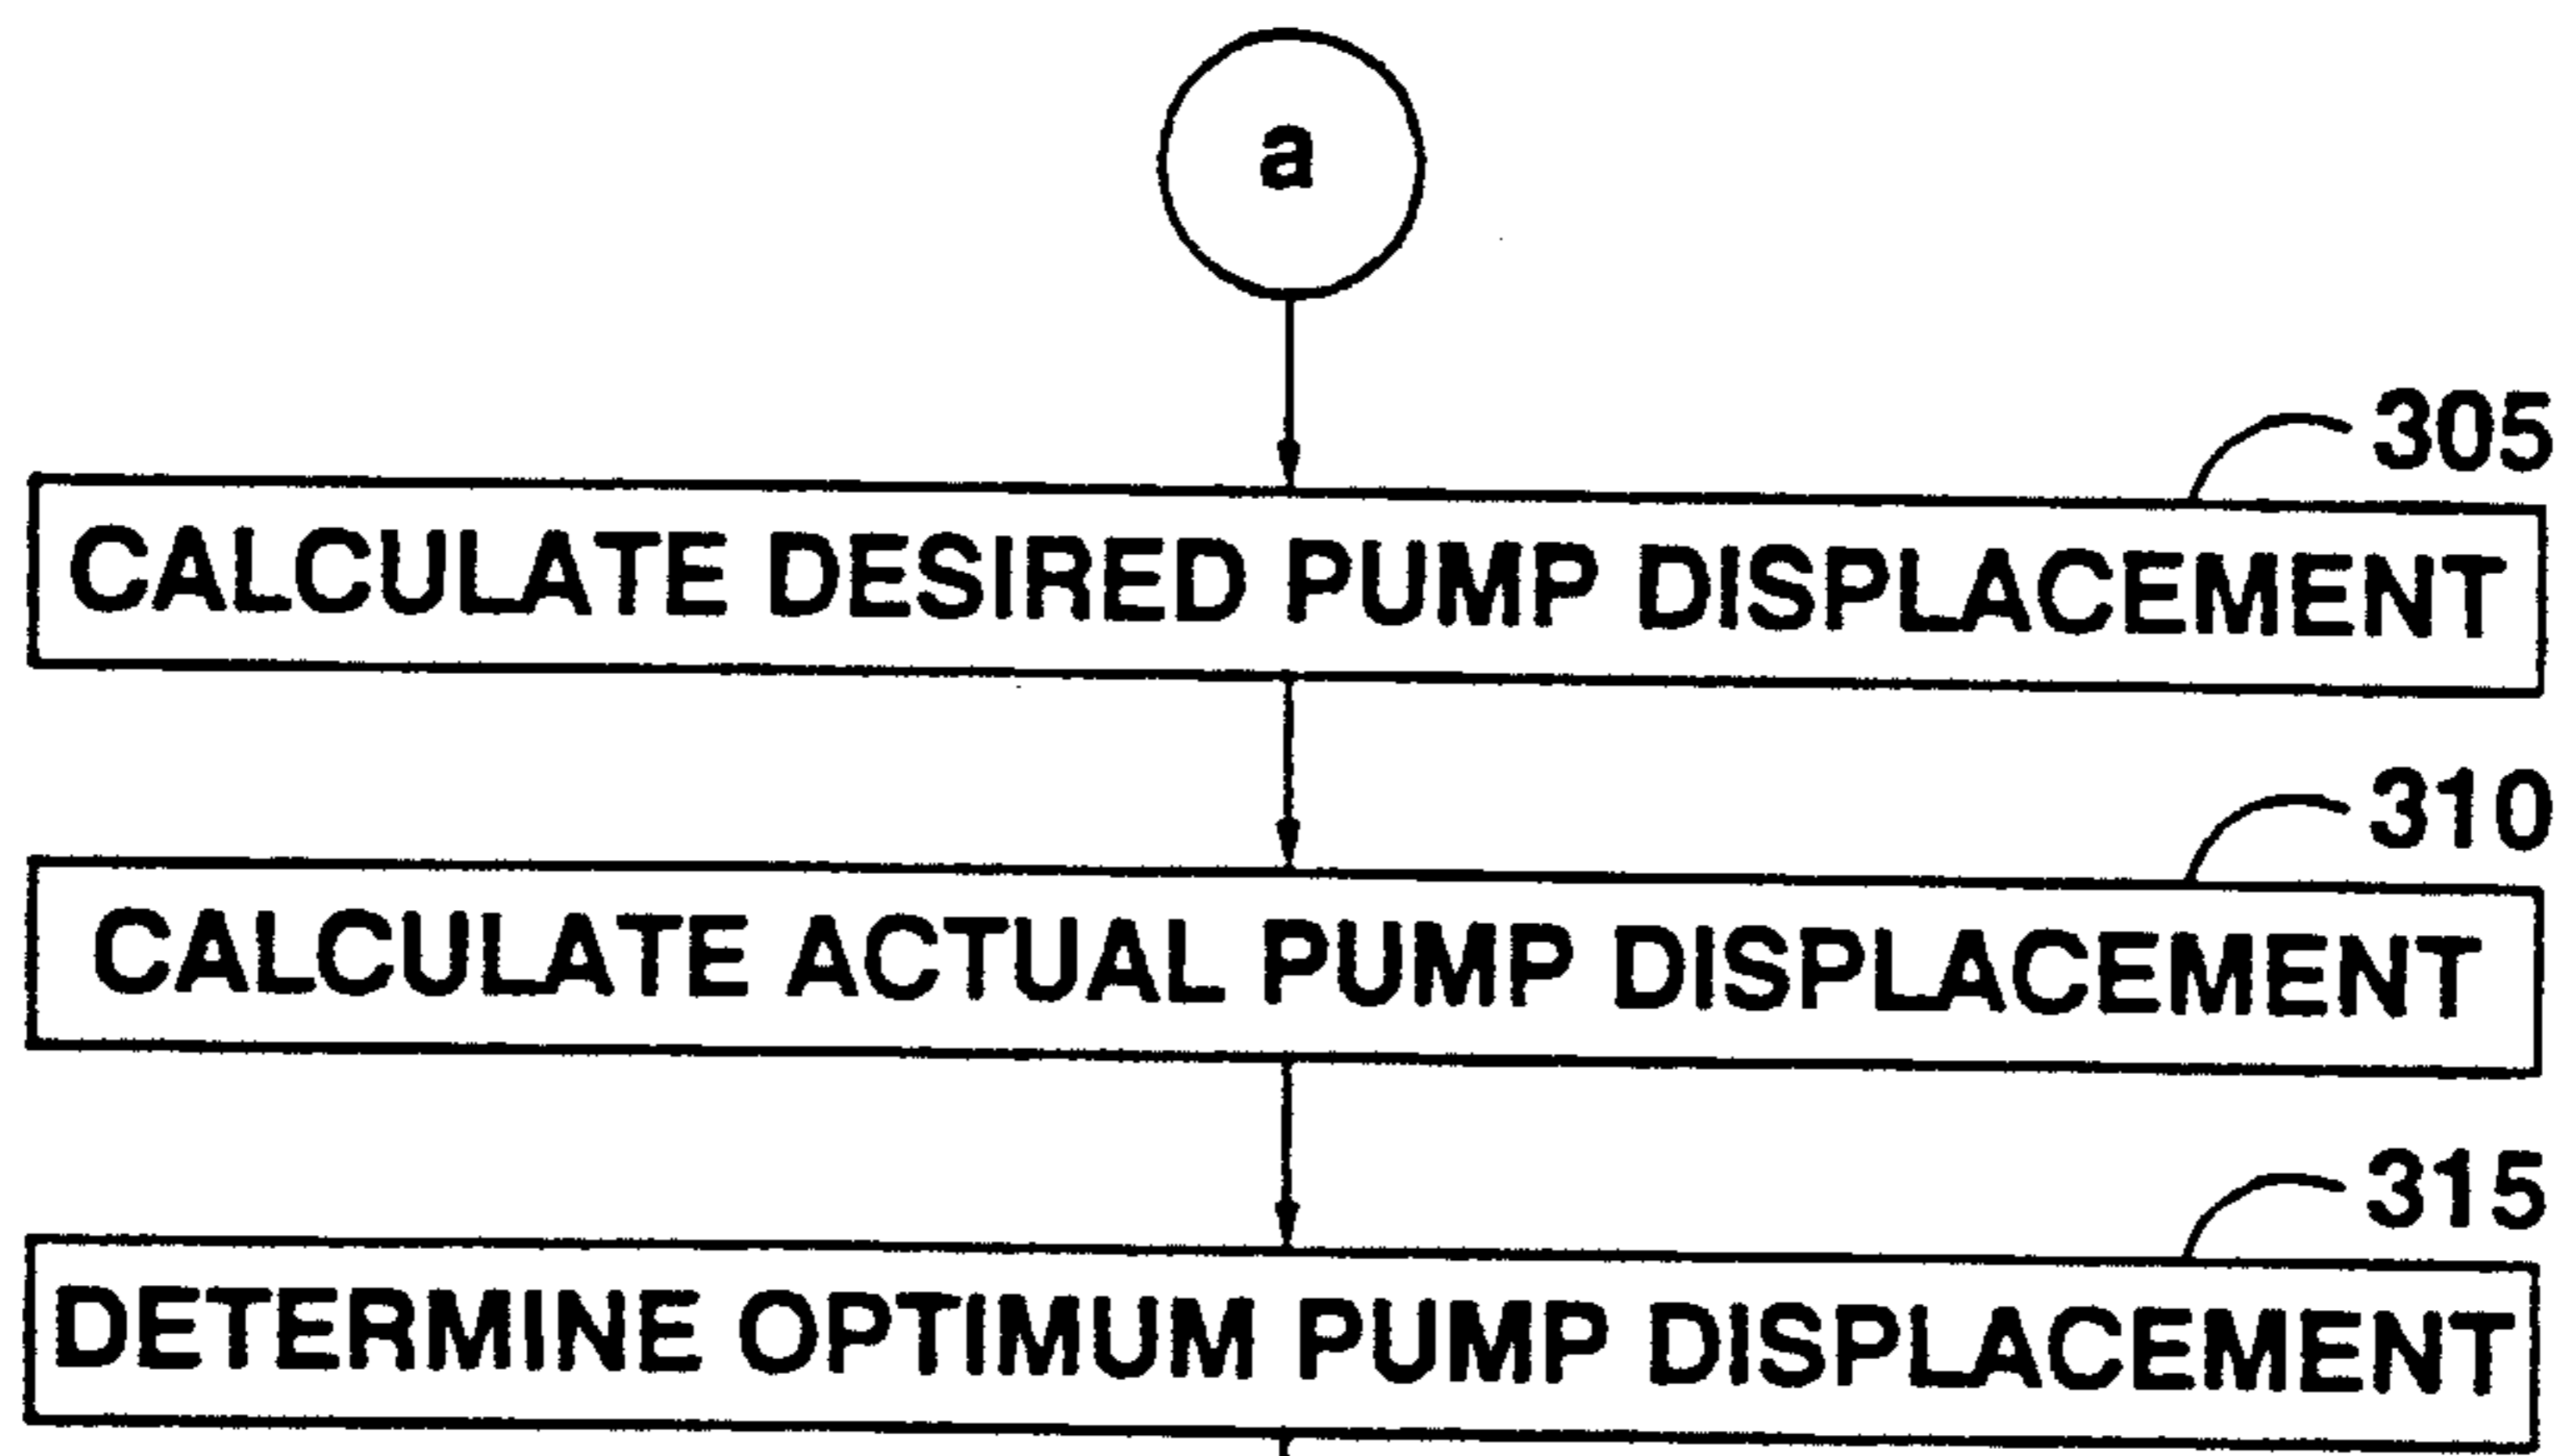 a
305
CALCULATE DESIRED PUMP DISPLACEMENT
310
CALCULATE ACTUAL PUMP DISPLACEMENT
315
DETERMINE OPTIMUM PUMP DISPLACEMENT